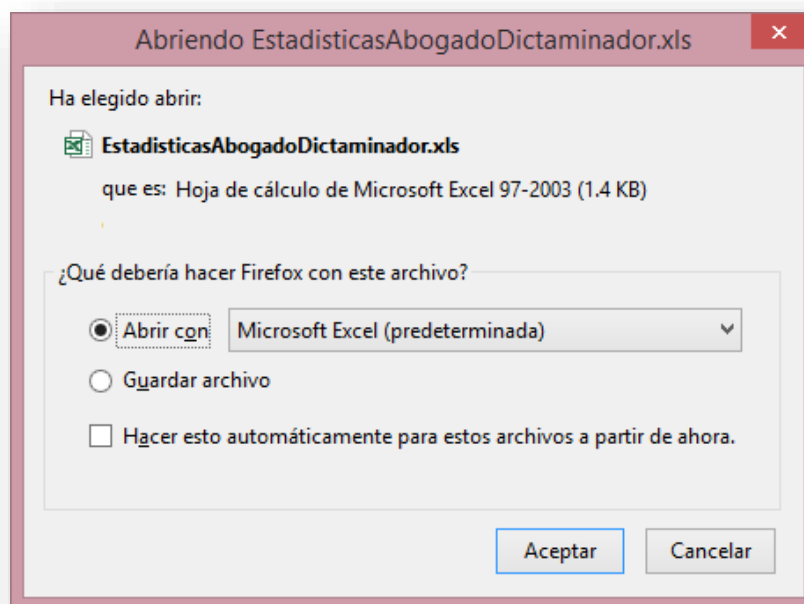 Abriendo EstadisticasAbogadoDictaminador.xls
Ha elegido abrir:
EstadisticasAbogadoDictaminador.xls
que es: Hoja de cálculo de Microsoft Excel 97-2003 (1.4 KB)
¿Qué debería hacer Firefox con este archivo?
Abrir con Microsoft Excel (predeterminada)
Guardar archivo
Hacer esto automáticamente para estos archivos a partir de ahora.
Aceptar Cancelar